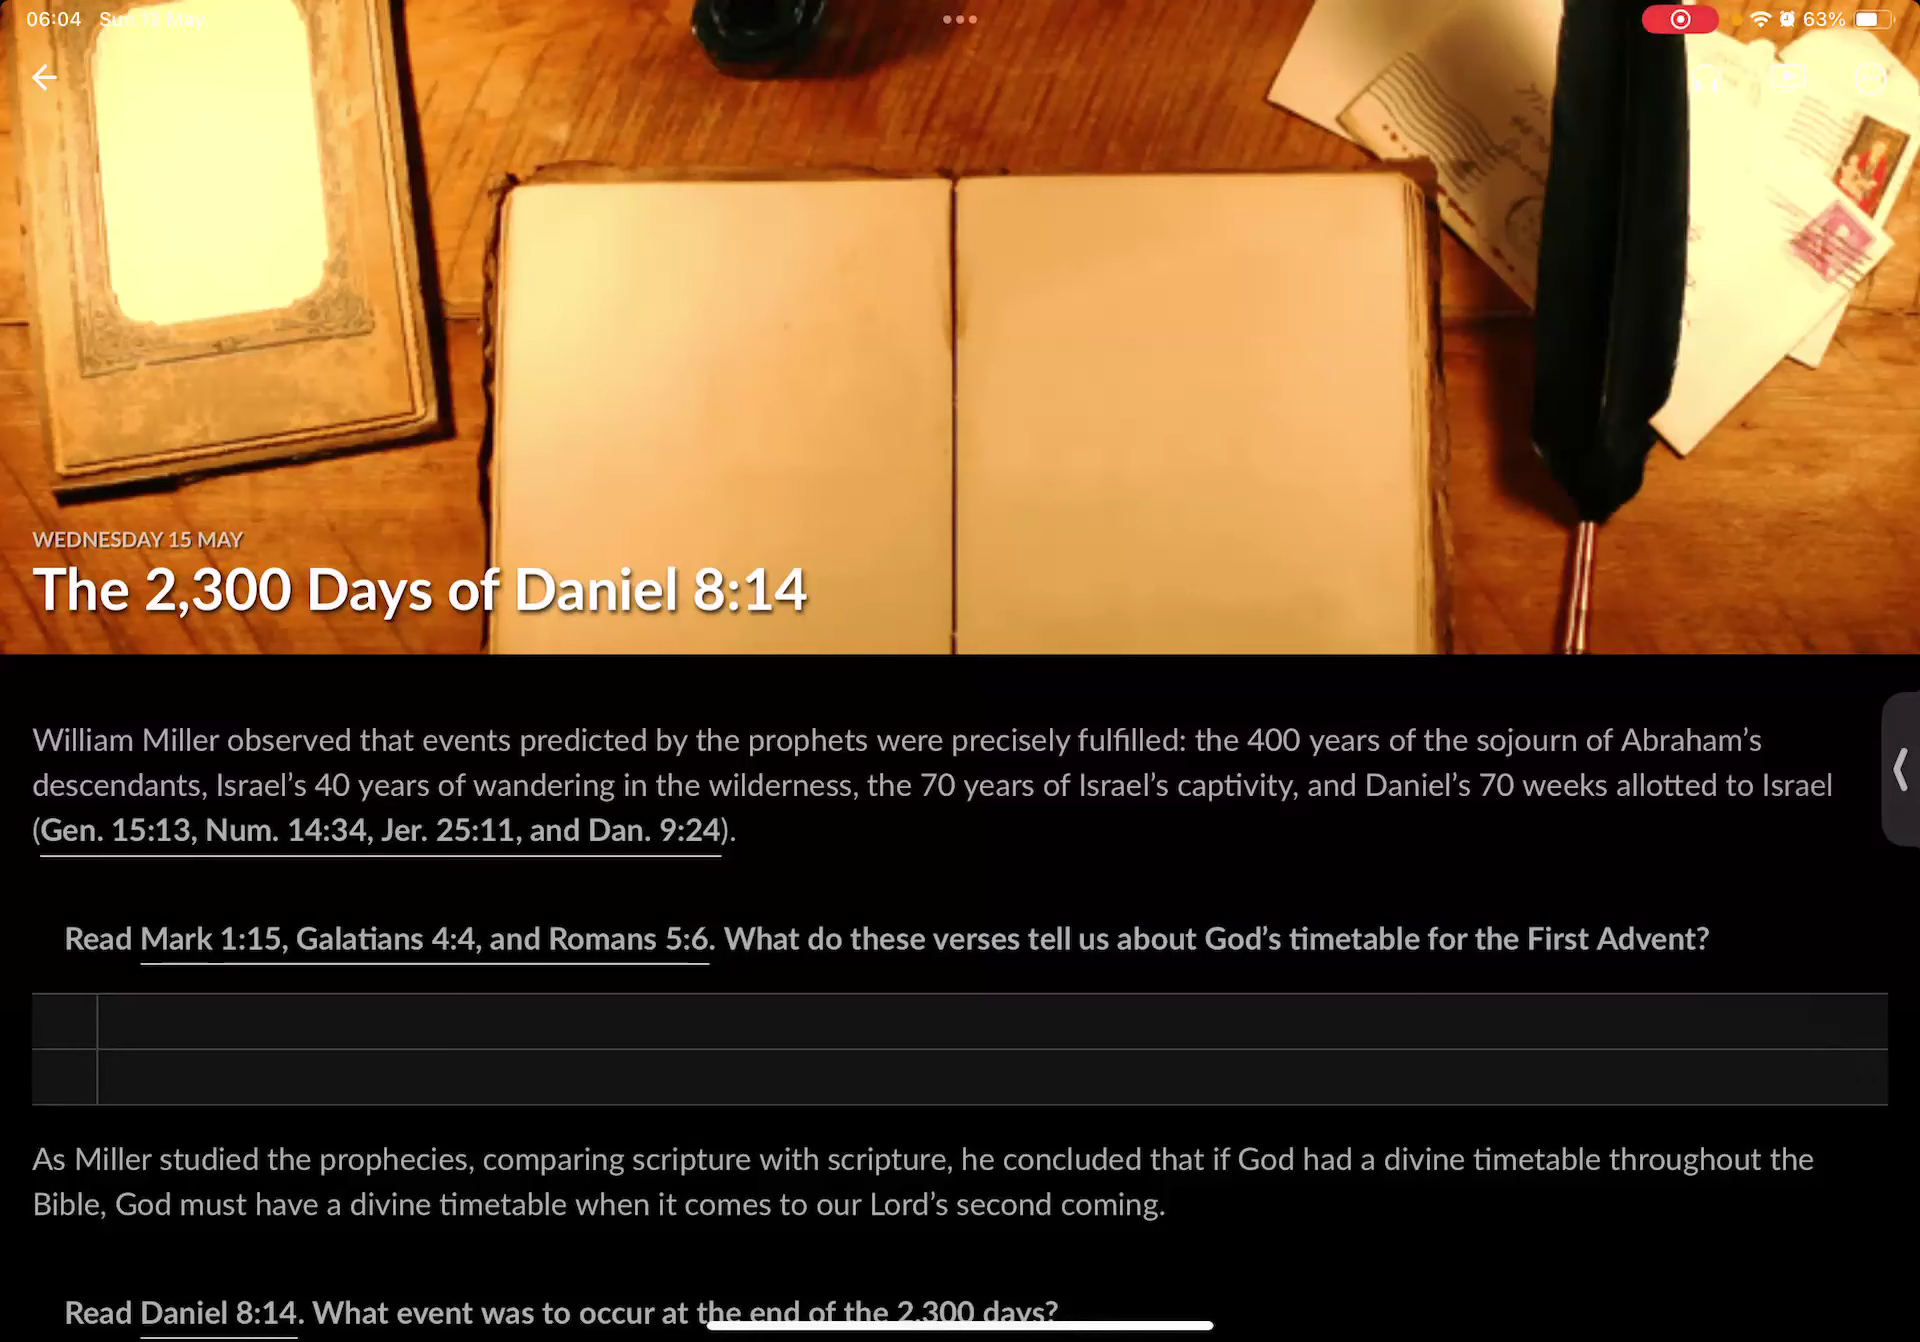 06:04 Sun 12 May
63%
WEDNESDAY 15 MAY
The 2,300 Days of Daniel 8:14
William Miller observed that events predicted by the prophets were precisely fulfilled: the 400 years of the sojourn of Abraham’s
descendants, Israel’s 40 years of wandering in the wilderness, the 70 years of Israel’s captivity, and Daniel’s 70 weeks allotted to Israel
(Gen. 15:13, Num. 14:34, Jer. 25:11, and Dan. 9:24).
Read Mark 1:15, Galatians 4:4, and Romans 5:6. What do these verses tell us about God’s timetable for the First Advent?
As Miller studied the prophecies, comparing scripture with scripture, he concluded that if God had a divine timetable throughout the
Bible, God must have a divine timetable when it comes to our Lord’s second coming.
Read Daniel 8:14. What event was to occur at the end of the 2,300 days?